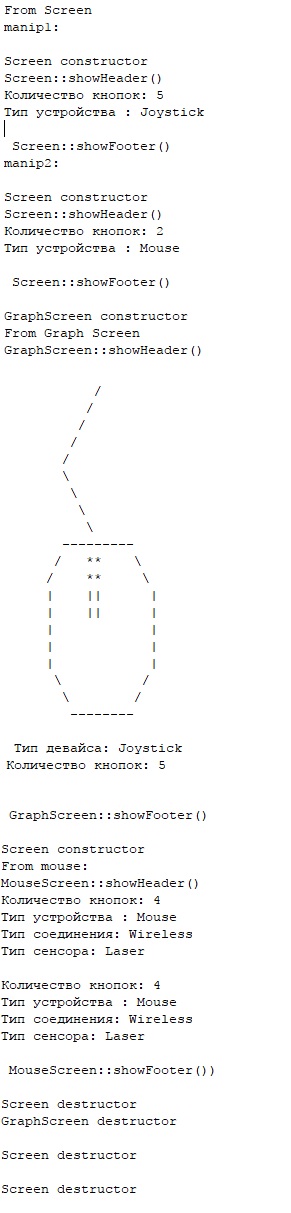 From Screen
manip1:
Screen constructor
Screen::showHeader()
Количество кнопок: 5
Тип устройства : Joystick
Screen::showFooter()
manip2:
Screen constructor
Screen::showHeader()
Количество кнопок: 2
Тип устройства : Mouse
Screen::showFooter()
GraphScreen constructor
From Graph Screen
GraphScreen::showHeader()
/
/
/
/
/
\
\
\
\
---------
/ ** \
/ ** \
| || |
| || |
| |
| |
| |
\ /
\ /
--------
Тип девайса: Joystick
Количество кнопок: 5
GraphScreen::showFooter()
Screen constructor
From mouse:
MouseScreen::showHeader()
Количество кнопок: 4
Тип устройства : Mouse
Тип соединения: Wireless
Тип сенсора: Laser
Количество кнопок: 4
Тип устройства : Mouse
Тип соединения: Wireless
Тип сенсора: Laser
MouseScreen::showFooter())
Screen destructor
GraphScreen destructor
Screen destructor
Screen destructor